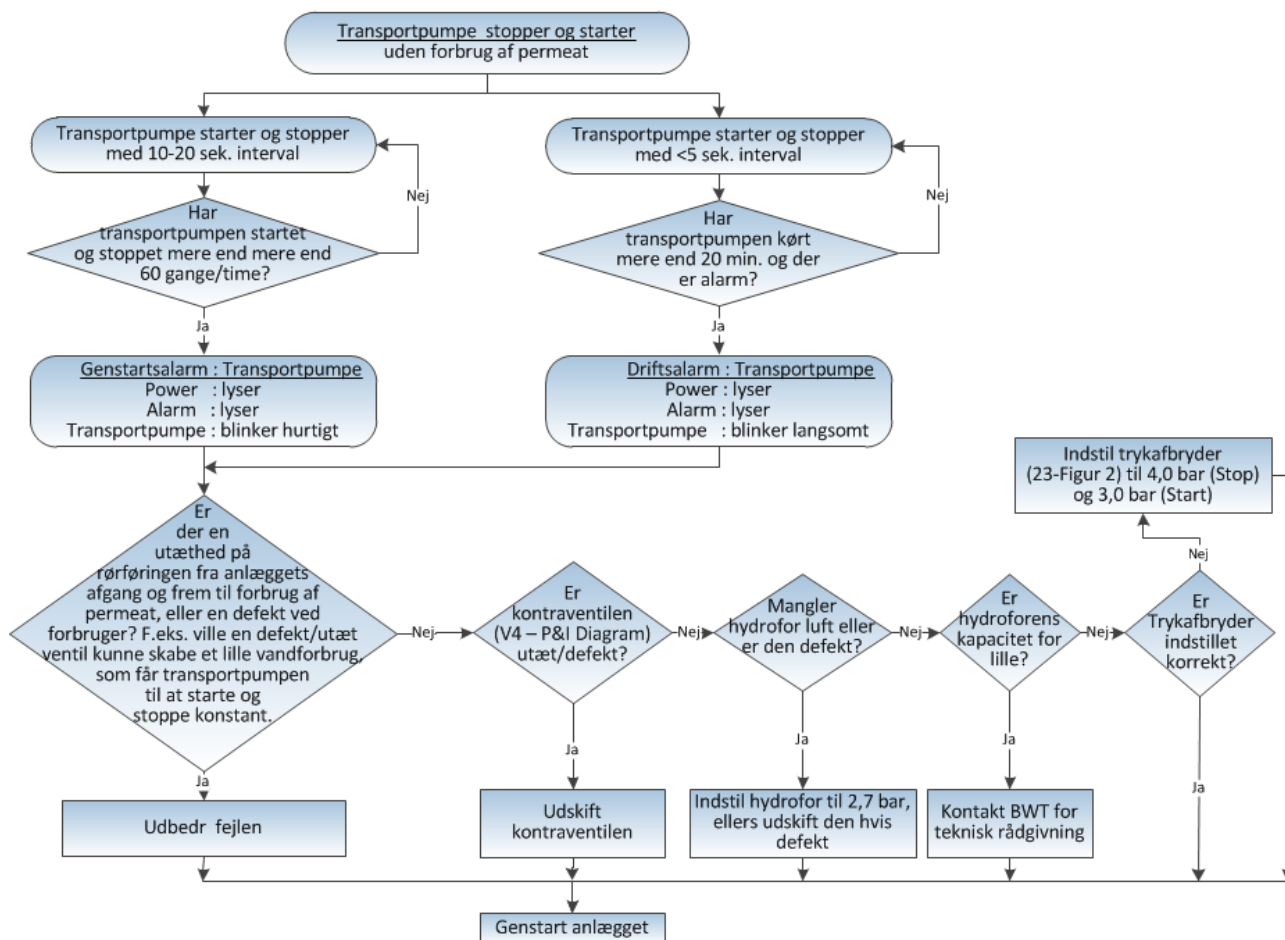 Transportpumpe stopper og starter
uden forbrug af permeat
Transportpumpe starter og stopper
med 10-20 sek. interval
Nej
Har
transportpumpen startet
og stoppet mere end mere end
60 gange/time?
Ja
Genstartsalarm : Transportpumpe
Power : lyser
Alarm : lyser
Transportpumpe : blinker hurtigt
Transportpumpe starter og stopper
med <5 sek. interval
Nej
Har
transportpumpen kørt
mere end 20 min. og der
er alarm?
Ja
Driftsalarm : Transportpumpe
Power : lyser
Alarm : lyser
Transportpumpe : blinker langsomt
Er
der en
utæthed på
rørføringen fra anlæggets
afgang og frem til forbrug af
permeat, eller en defekt ved
forbruger? F.eks. ville en defekt/utæt
ventil kunne skabe et lille vandforbrug,
som får transportpumpen
til at starte og
stoppe konstant.
Nej
Ja
Udbedr fejlen
Er
kontraventilen
(V4 – P&I Diagram)
utæt/defekt?
Nej
Ja
Udskift
kontraventilen
Mangler
hydrofor luft eller
er den defekt?
Nej
Ja
Indstil hydrofor til 2,7 bar,
ellers udskift den hvis
defekt
Er
hydroforens
kapacitet for
lille?
Nej
Ja
Kontakt BWT for
teknisk rådgivning
Er
Trykafbryder
indstillet
korrekt?
Nej
Ja
Indstil trykafbryder
(23-Figur 2) til 4,0 bar (Stop)
og 3,0 bar (Start)
Genstart anlægget